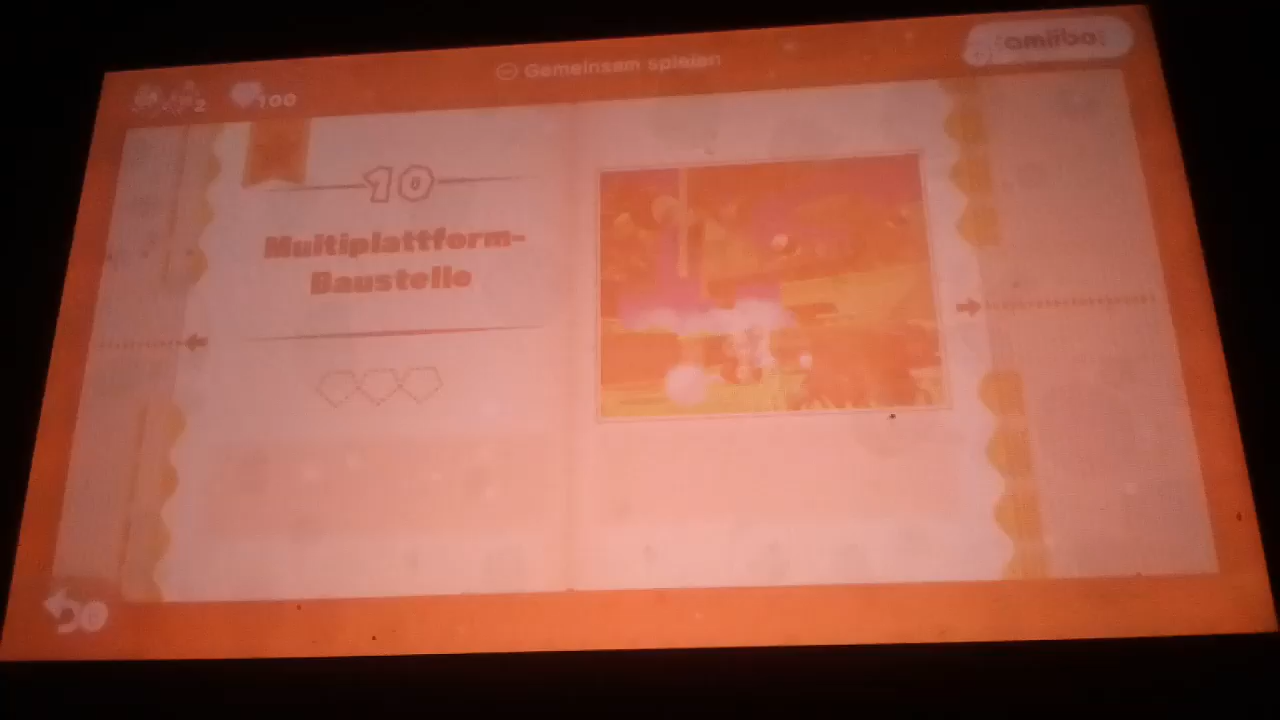 Gemeinsam spielen
amiibo
2
100
10
Multiplattform-
Baustelle